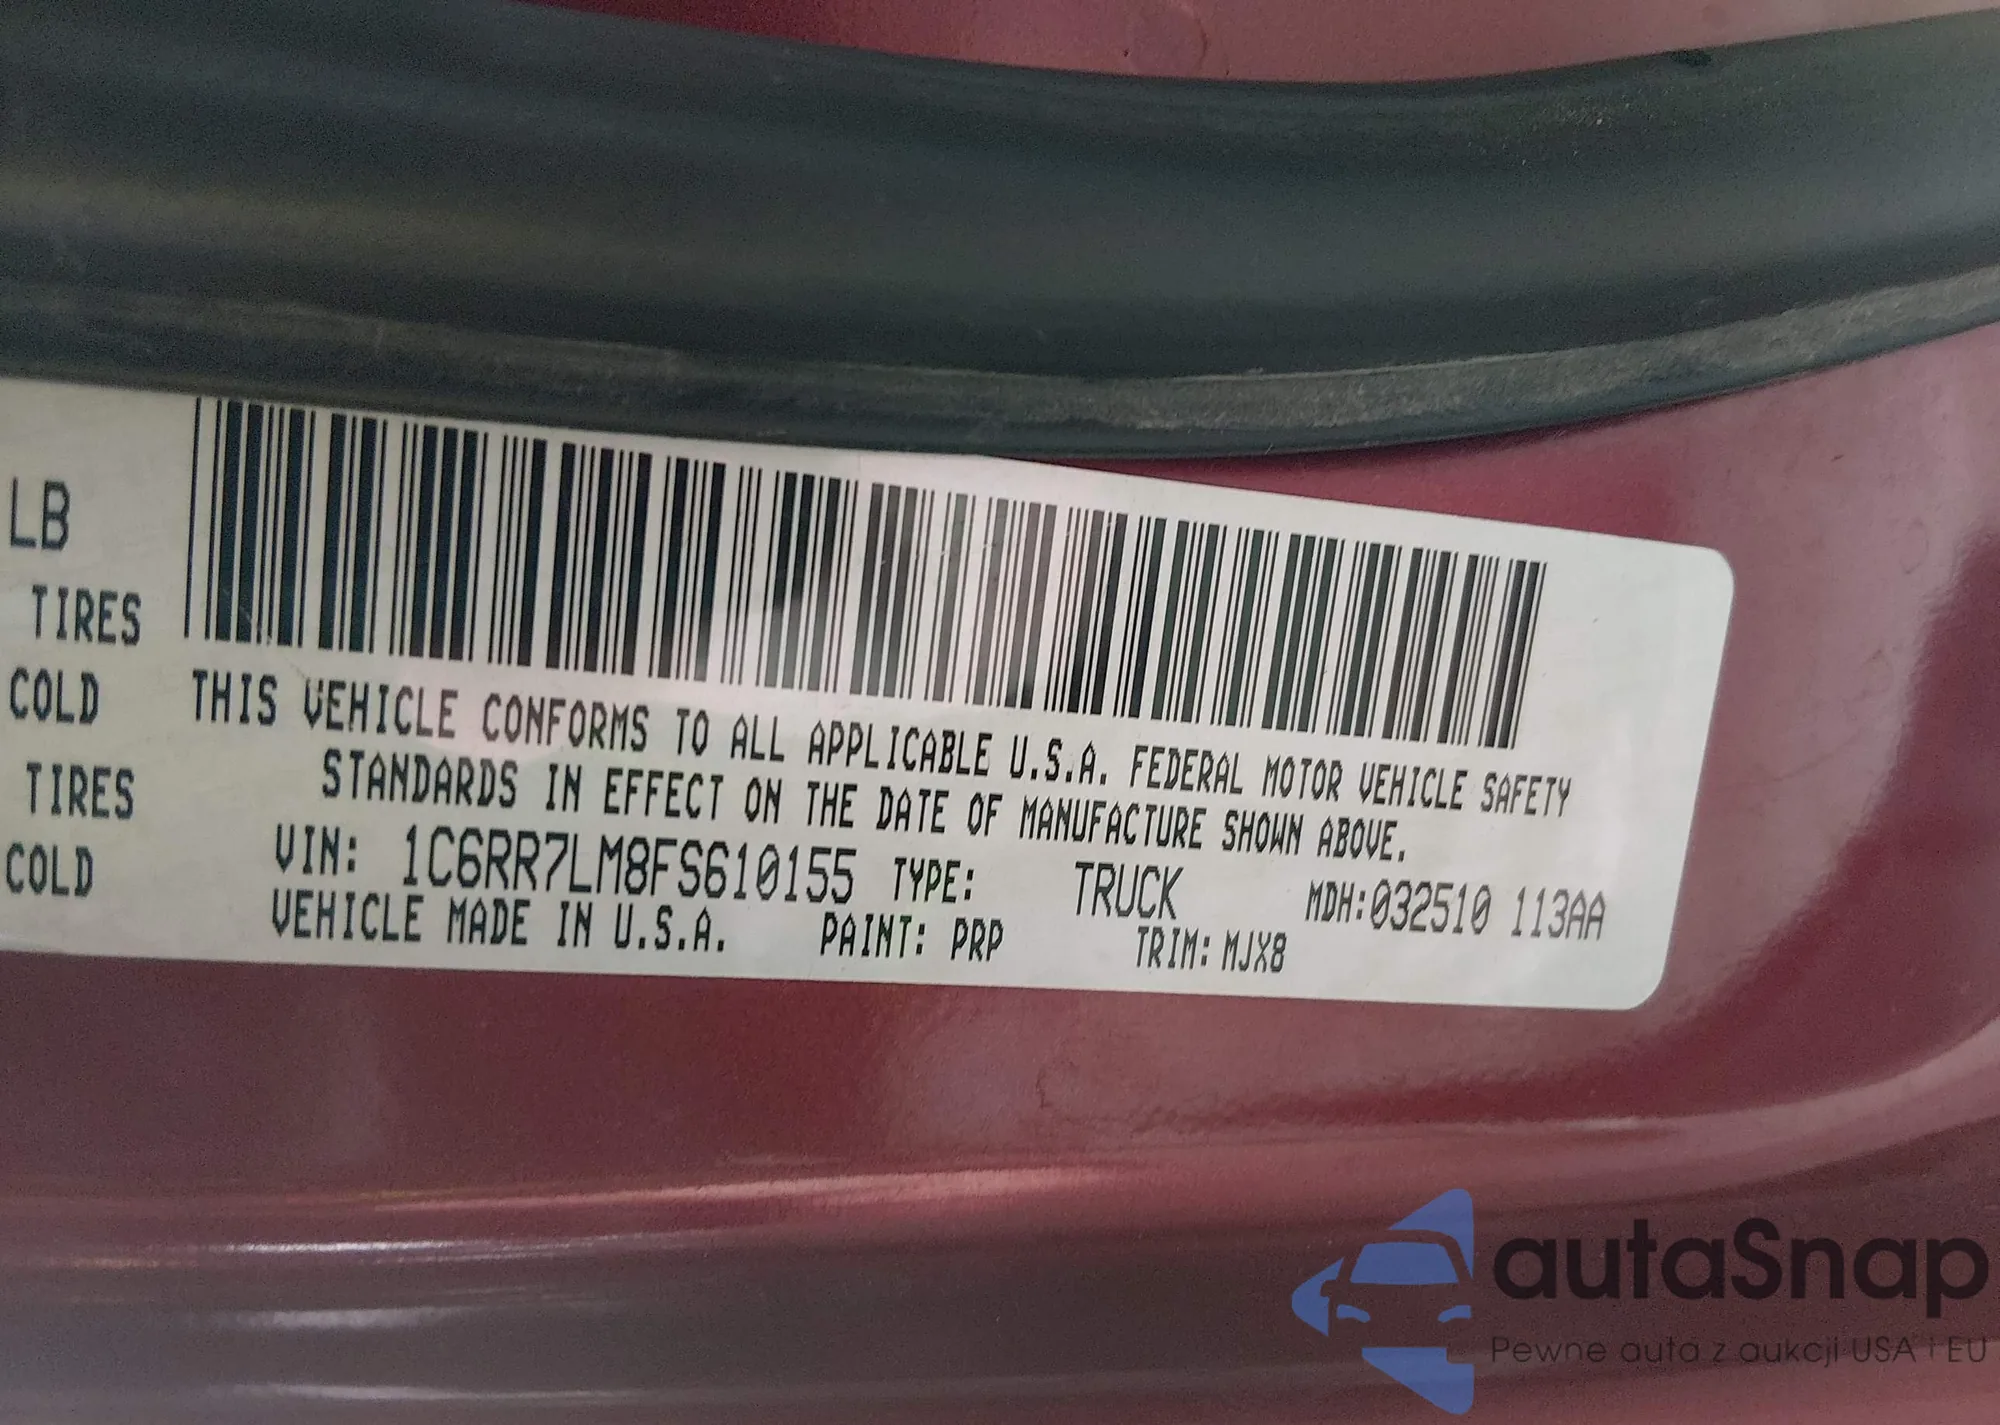 LB
TIRES
COLD
TIRES
COLD
THIS VEHICLE CONFORMS TO ALL APPLICABLE U.S.A. FEDERAL MOTOR VEHICLE SAFETY
STANDARDS IN EFFECT ON THE DATE OF MANUFACTURE SHOWN ABOVE.
VIN: 1C6RR7LM8FS610155 TYPE: TRUCK MDH:032510 113AA
VEHICLE MADE IN U.S.A. PAINT: PRP TRIM: MJX8
autaSnap
Pewne auta z aukcji USA i EU